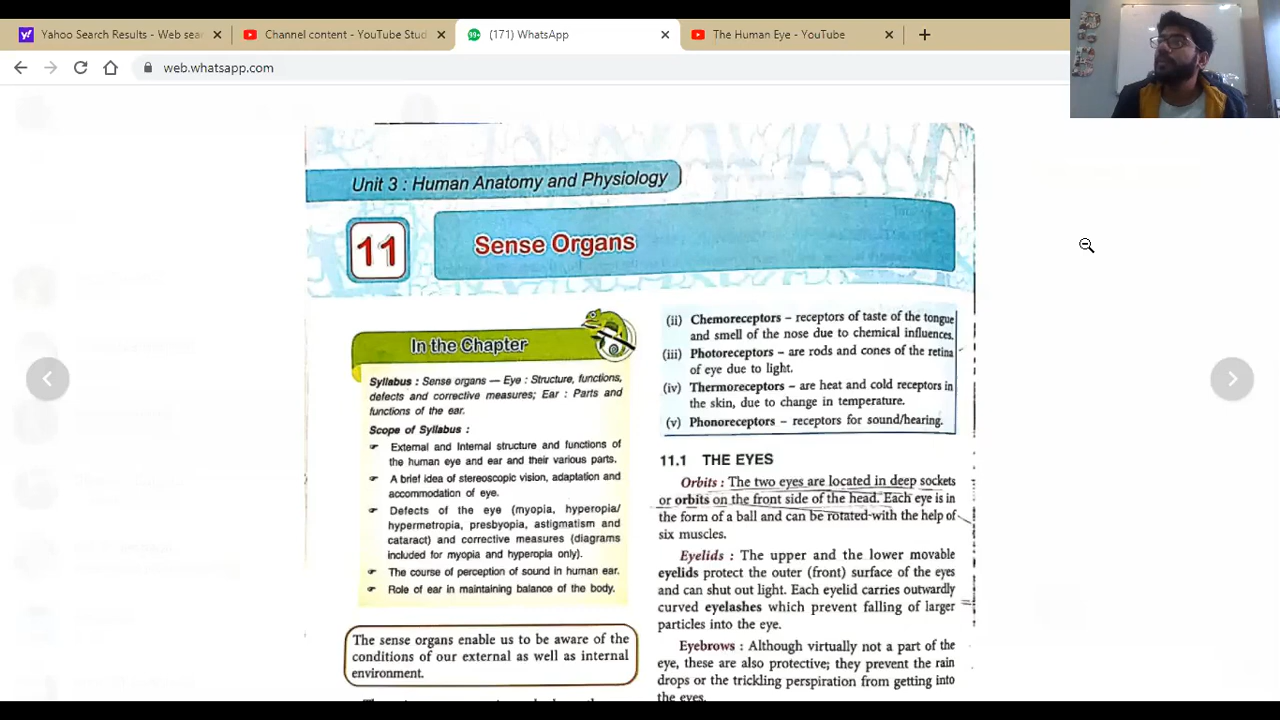 Yahoo Search Results - Web sea
Channel content - YouTube Stud
99+
(171) WhatsApp
The Human Eye - YouTube
web.whatsapp.com
Unit 3 : Human Anatomy and Physiology
11
Sense Organs
In the Chapter
Syllabus : Sense organs — Eye : Structure, functions,
defects and corrective measures; Ear : Parts and
functions of the ear.
Scope of Syllabus :
External and Internal structure and functions of
the human eye and ear and their various parts.
A brief idea of stereoscopic vision, adaptation and
accommodation of eye.
Defects of the eye (myopia, hyperopia/
hypermetropia, presbyopia, astigmatism and
cataract) and corrective measures (diagrams
included for myopia and hyperopia only).
The course of perception of sound in human ear.
Role of ear in maintaining balance of the body.
The sense organs enable us to be aware of the
conditions of our external as well as internal
environment.
(ii) Chemoreceptors – receptors of taste of the tongue
and smell of the nose due to chemical influences.
(iii) Photoreceptors – are rods and cones of the retina
of eye due to light.
(iv) Thermoreceptors – are heat and cold receptors in
the skin, due to change in temperature.
(v) Phonoreceptors – receptors for sound/hearing.
11.1 THE EYES
Orbits : The two eyes are located in deep sockets
or orbits on the front side of the head. Each eye is in
the form of a ball and can be rotated with the help of
six muscles.
Eyelids : The upper and the lower movable
eyelids protect the outer (front) surface of the eyes
and can shut out light. Each eyelid carries outwardly
curved eyelashes which prevent falling of larger
particles into the eye.
Eyebrows : Although virtually not a part of the
eye, these are also protective; they prevent the rain
drops or the trickling perspiration from getting into
the eyes.